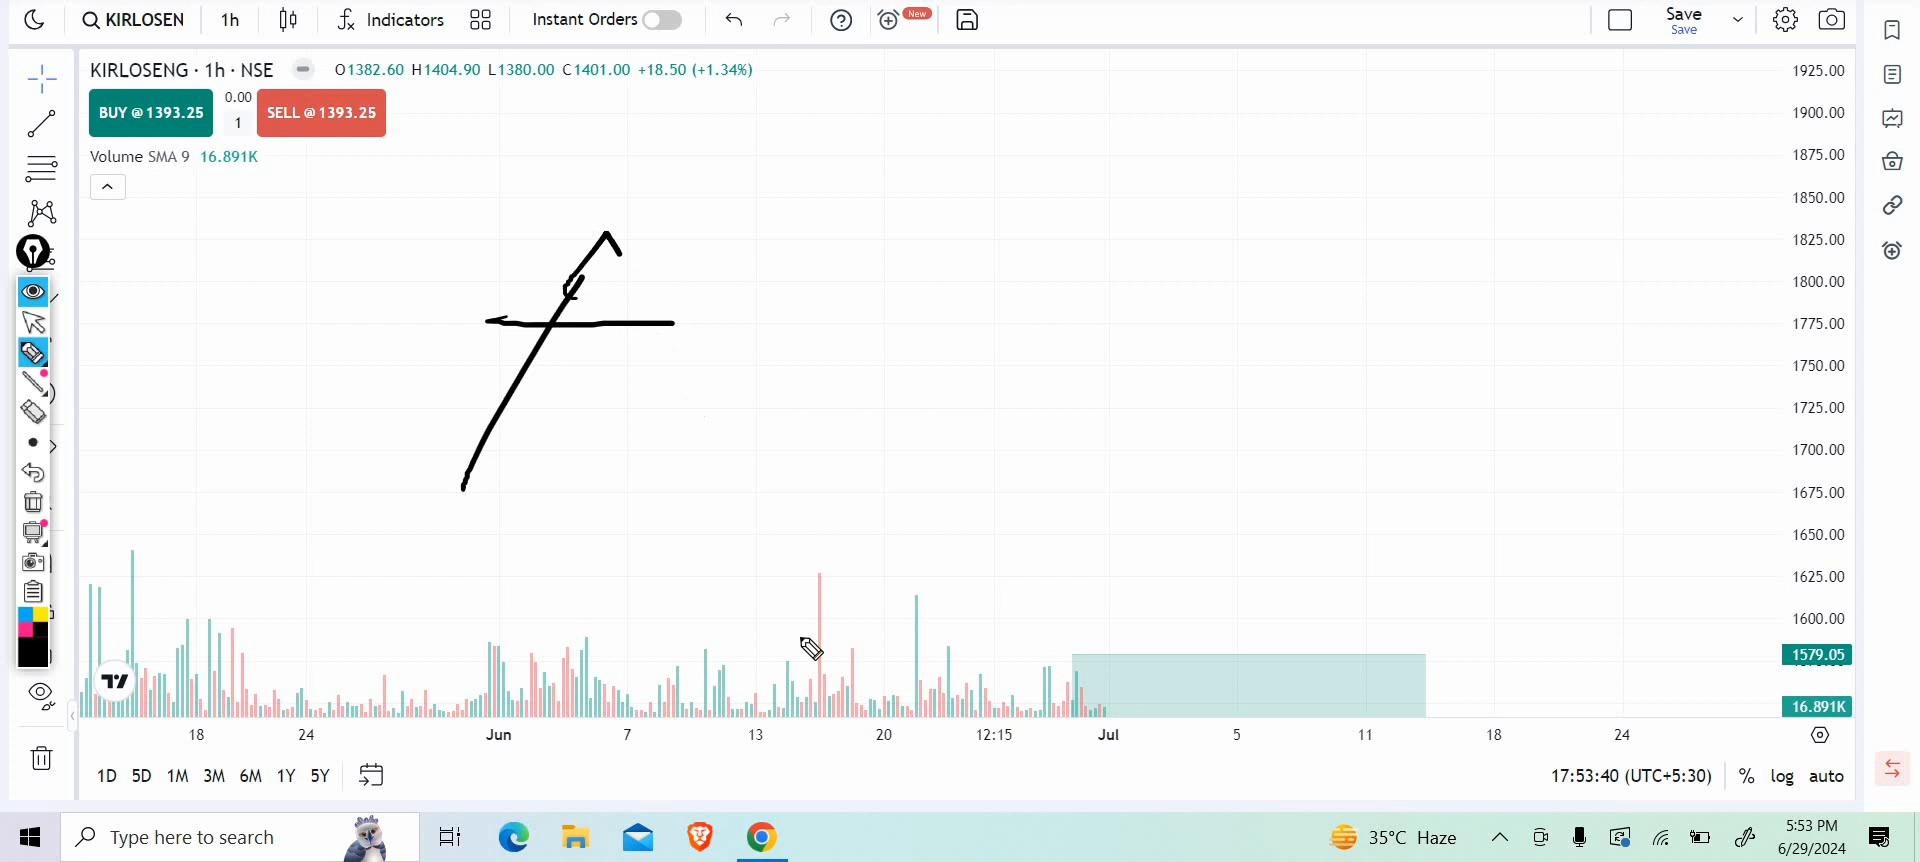 KIRLOSEN 1h Indicators Instant Orders New Save
Save
KIRLOSENG · 1h · NSE O1382.60 H1404.90 L1380.00 C1401.00 +18.50 (+1.34%)
BUY @ 1393.25 0.00 SELL @ 1393.25
1
Volume SMA 9 16.891K
1925.00
1900.00
1875.00
1850.00
1825.00
1800.00
1775.00
1750.00
1725.00
1700.00
1675.00
1650.00
1625.00
1600.00
1579.05
16.891K
18 24 Jun 7 13 20 12:15 Jul 5 11 18 24
1D 5D 1M 3M 6M 1Y 5Y 17:53:40 (UTC+5:30) % log auto
Type here to search 35°C Haze 5:53 PM
6/29/2024